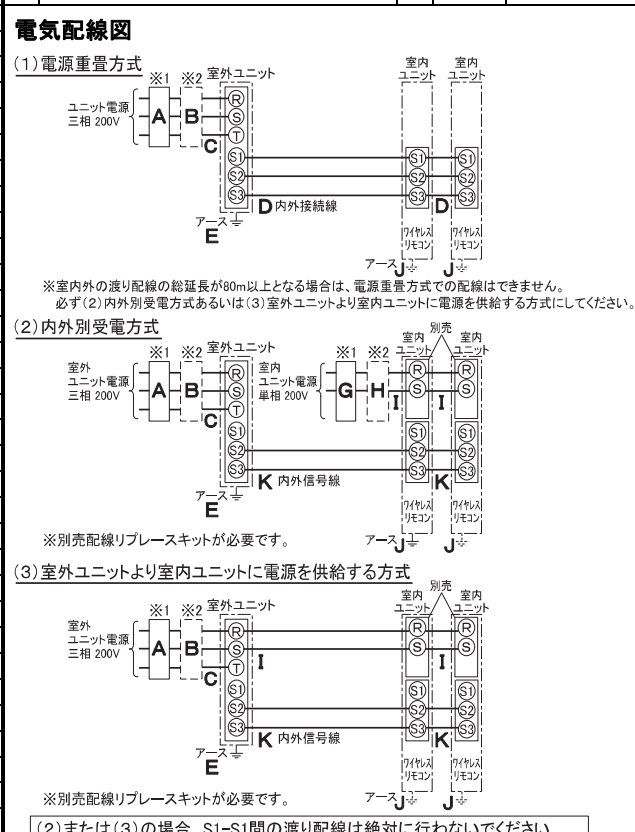 電気配線図
(1)電源重畳方式
※1 ※2 室外ユニット 室内ユニット 室内ユニット
ユニット電源
三相 200V
A B C
R
S
T
S1 S1 S1
S2 S2 S2
S3 S3 S3
D 内外接続線 D
アース
E
ワイヤレスリモコン ワイヤレスリモコン
アース J J
※室内外の渡り配線の総延長が80m以上となる場合は、電源重畳方式での配線はできません。
必ず(2)内外別受電方式あるいは(3)室外ユニットより室内ユニットに電源を供給する方式にしてください。
(2)内外別受電方式
別売
※1 ※2 室外ユニット ※1 ※2 室内ユニット 室内ユニット
室外
ユニット電源
三相 200V
A B C
室内
ユニット電源
単相 200V
G H I I
R R R
S S S
T
S1 S1 S1
S2 S2 S2
S3 S3 S3
K 内外信号線 K
アース
E
ワイヤレスリモコン ワイヤレスリモコン
※別売配線リプレースキットが必要です。
アース J J
(3)室外ユニットより室内ユニットに電源を供給する方式
別売
※1 ※2 室外ユニット 室内ユニット 室内ユニット
室外
ユニット電源
三相 200V
A B C
R R R
S S S
T
I I
S1 S1 S1
S2 S2 S2
S3 S3 S3
K 内外信号線 K
アース
E
ワイヤレスリモコン ワイヤレスリモコン
※別売配線リプレースキットが必要です。
アース J J
(2)または(3)の場合、S1-S1間の渡り配線は絶対に行わないでください